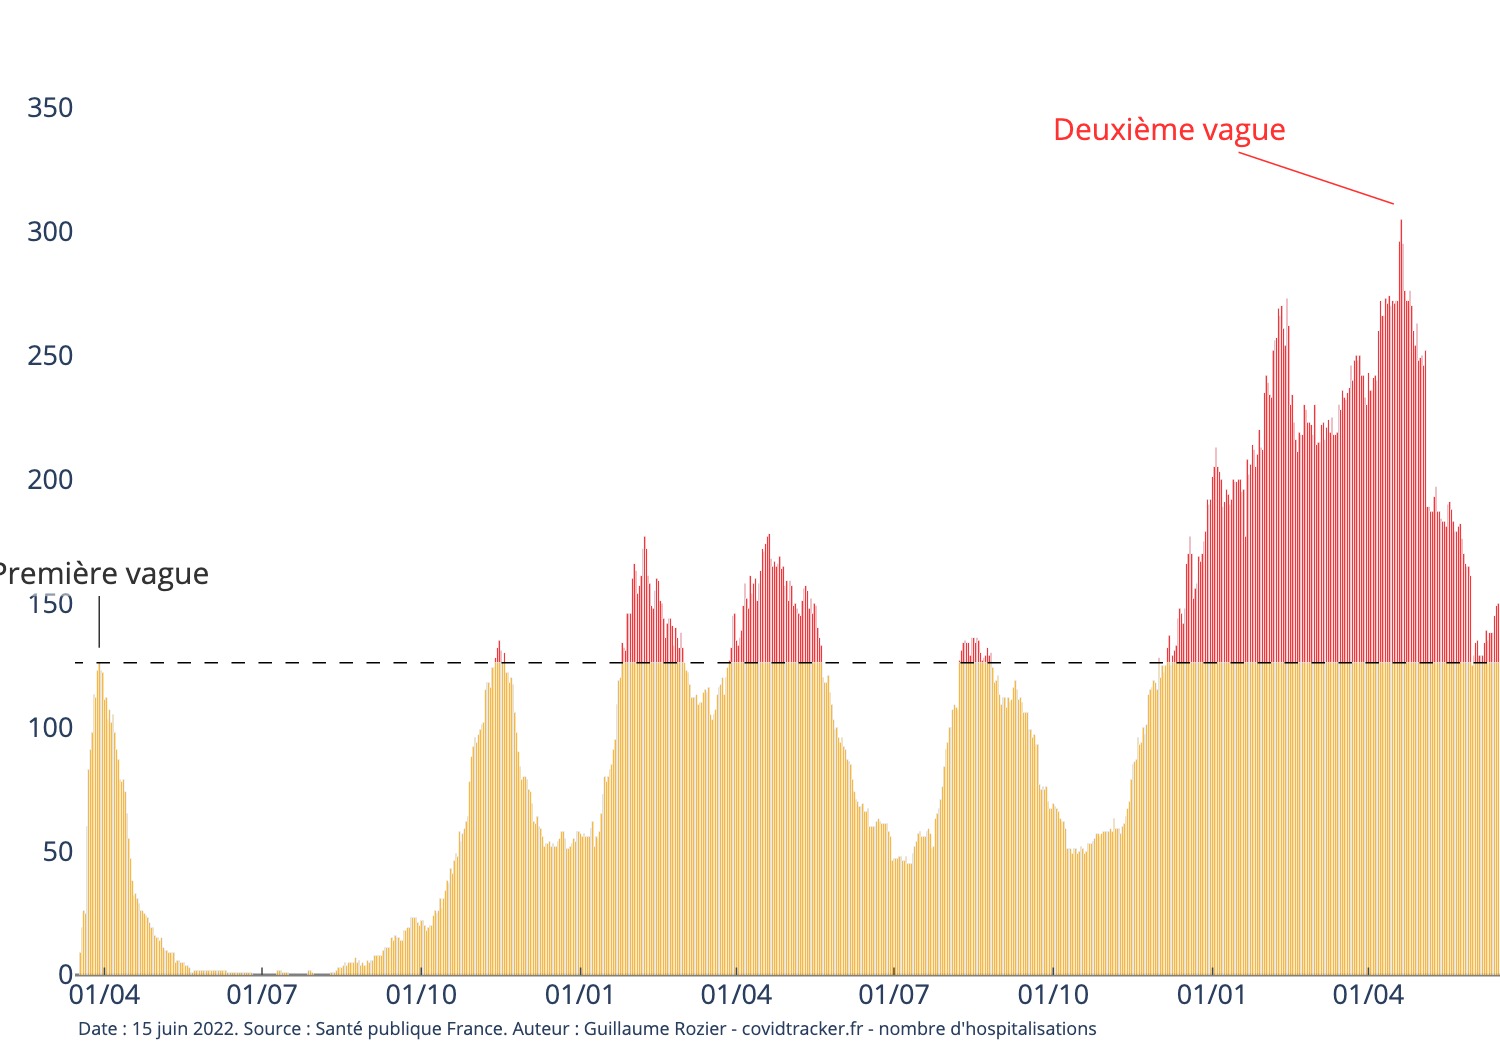 350
Deuxième vague
300
250
200
Première vague
150
100
50
0
01/04 01/07 01/10 01/01 01/04 01/07 01/10 01/01 01/04
Date : 15 juin 2022. Source : Santé publique France. Auteur : Guillaume Rozier - covidtracker.fr - nombre d'hospitalisations